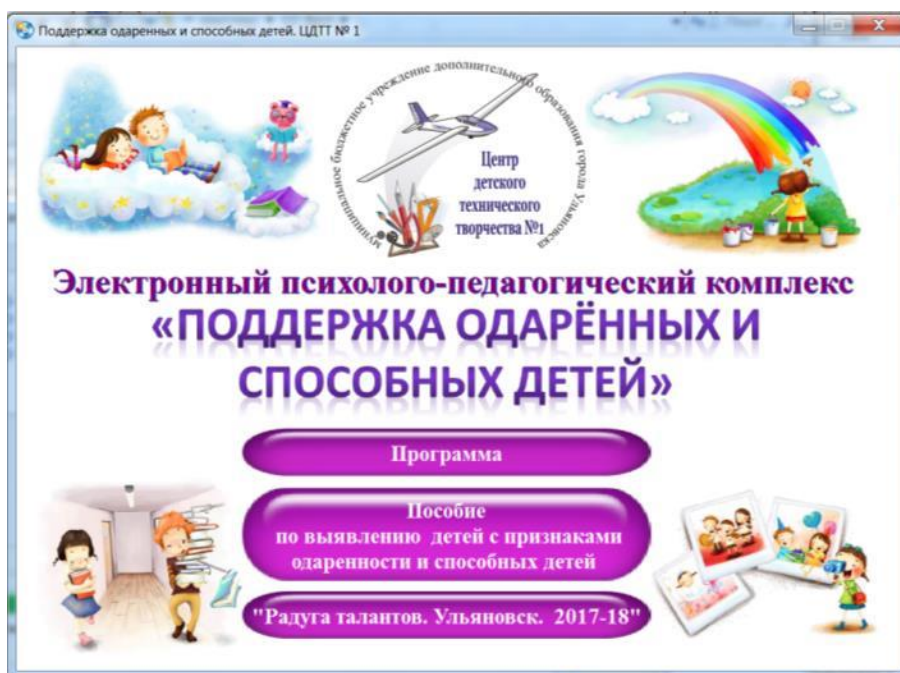 Поддержка одаренных и способных детей. ЦДТТ № 1
муниципальное бюджетное учреждение дополнительного образования города Ульяновска
Центр
детского
технического
творчества №1
Электронный психолого-педагогический комплекс
«ПОДДЕРЖКА ОДАРЁННЫХ И
СПОСОБНЫХ ДЕТЕЙ»
Программа
Пособие
по выявлению детей с признаками
одаренности и способных детей
"Радуга талантов. Ульяновск. 2017-18"